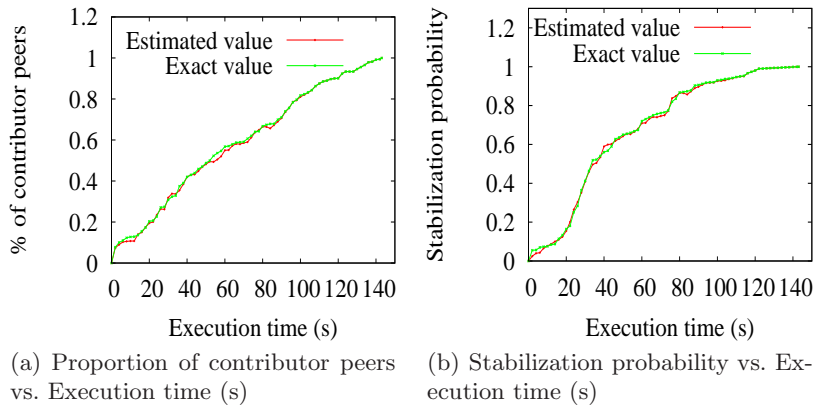 % of contributor peers
1.2
1
0.8
0.6
0.4
0.2
0
Estimated value
Exact value
0 20 40 60 80 100 120 140
Execution time (s)
(a) Proportion of contributor peers
vs. Execution time (s)
Stabilization probability
1.2
1
0.8
0.6
0.4
0.2
0
Estimated value
Exact value
0 20 40 60 80 100 120 140
Execution time (s)
(b) Stabilization probability vs. Ex-
ecution time (s)